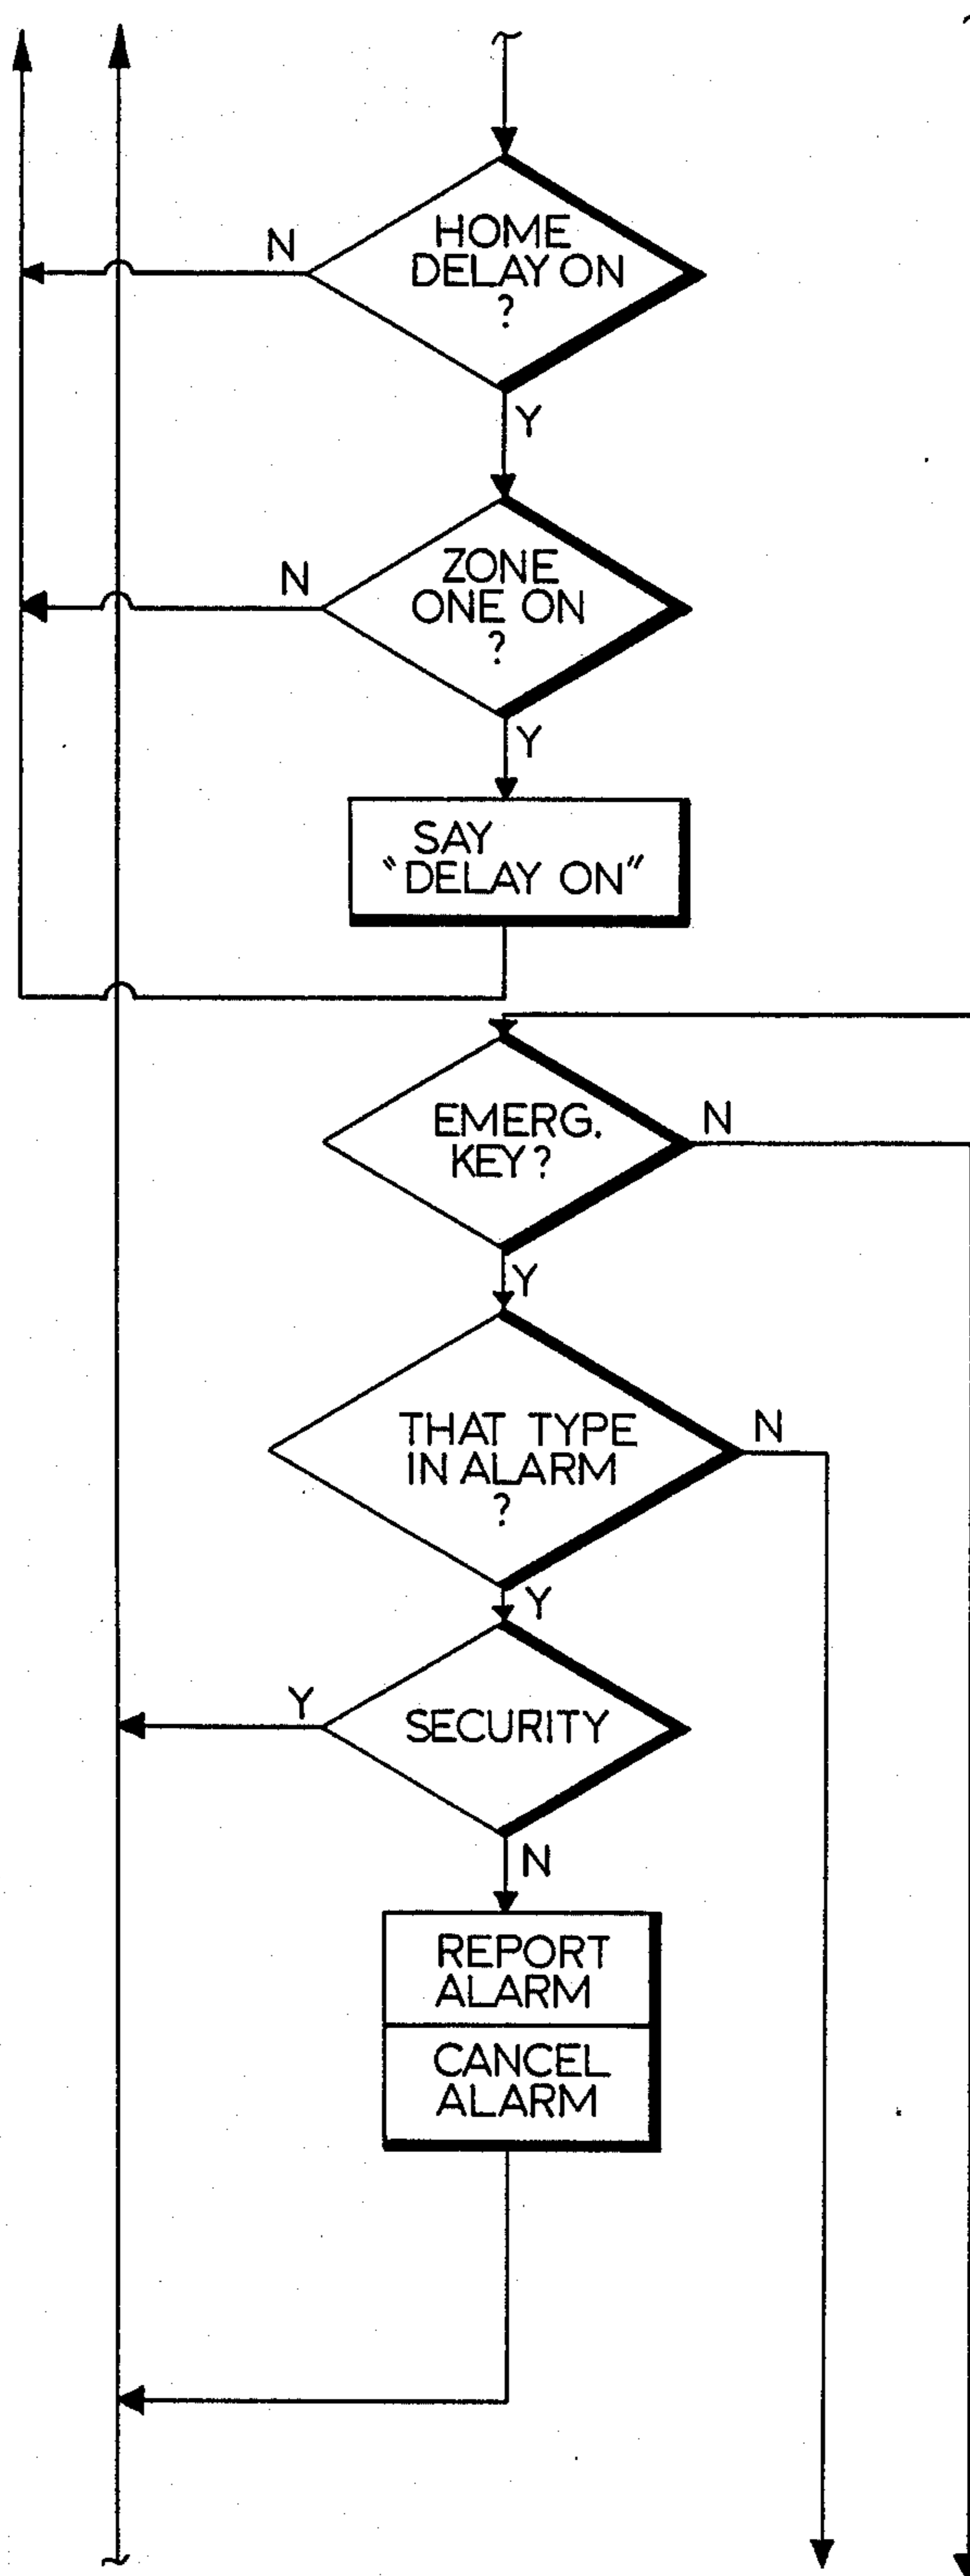 HOME
N
DELAY ON
?
Y
ZONE
N
ONE ON
?
Y
SAY
"DELAY ON"
EMERG.
N
KEY?
Y
THAT TYPE
N
IN ALARM
?
Y
Y
SECURITY
N
REPORT
ALARM
CANCEL
ALARM